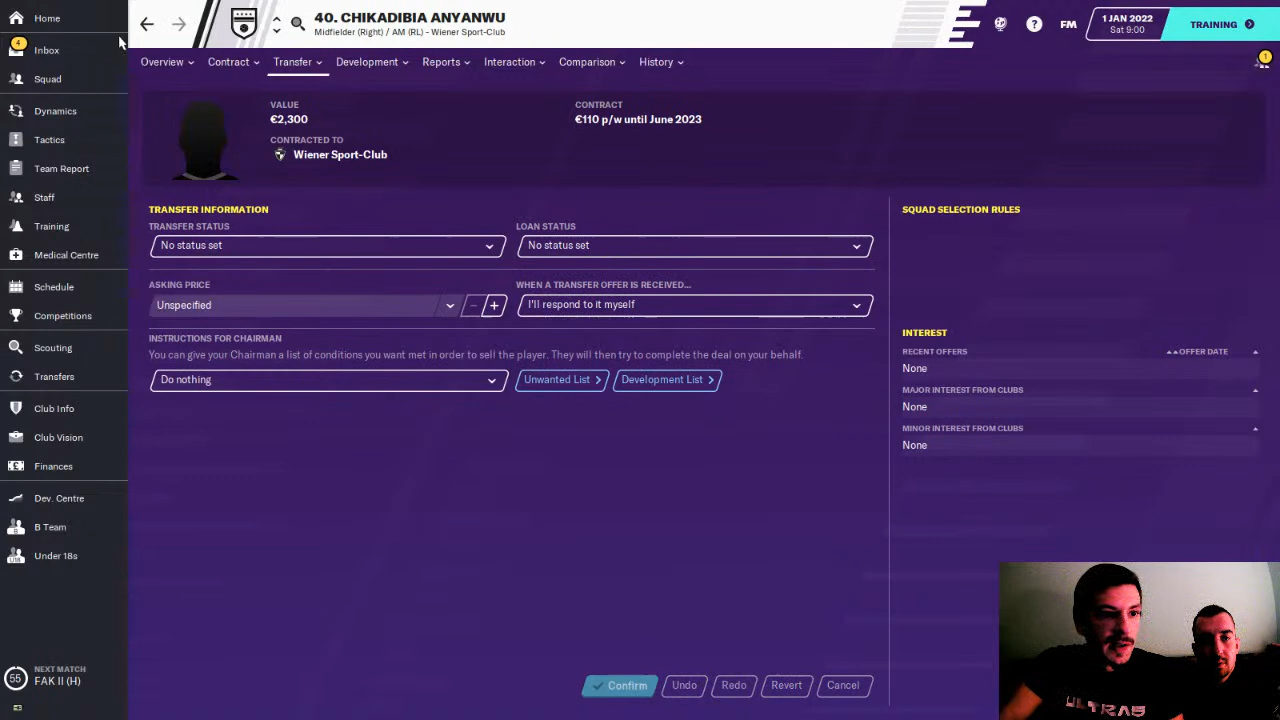 40. CHIKADIBIA ANYANWU
Midfielder (Right) / AM (RL) - Wiener Sport-Club
FM
1 JAN 2022
Sat 9:00
TRAINING
1
4
Home
Inbox
Squad
Dynamics
Tactics
Team Report
Staff
Training
Medical Centre
Schedule
Competitions
Scouting
Transfers
Club Info
Club Vision
Finances
Dev. Centre
B Team
Under 18s
55
NEXT MATCH
FAK II (H)
Overview
Contract
Transfer
Development
Reports
Interaction
Comparison
History
VALUE
€2,300
CONTRACTED TO
Wiener Sport-Club
CONTRACT
€110 p/w until June 2023
TRANSFER INFORMATION
TRANSFER STATUS
No status set
LOAN STATUS
No status set
ASKING PRICE
Unspecified
WHEN A TRANSFER OFFER IS RECEIVED...
I'll respond to it myself
INSTRUCTIONS FOR CHAIRMAN
You can give your Chairman a list of conditions you want met in order to sell the player. They will then try to complete the deal on your behalf.
Do nothing
Unwanted List
Development List
SQUAD SELECTION RULES
INTEREST
RECENT OFFERS
OFFER DATE
None
MAJOR INTEREST FROM CLUBS
None
MINOR INTEREST FROM CLUBS
None
Confirm
Undo
Redo
Revert
Cancel
ULTRAS